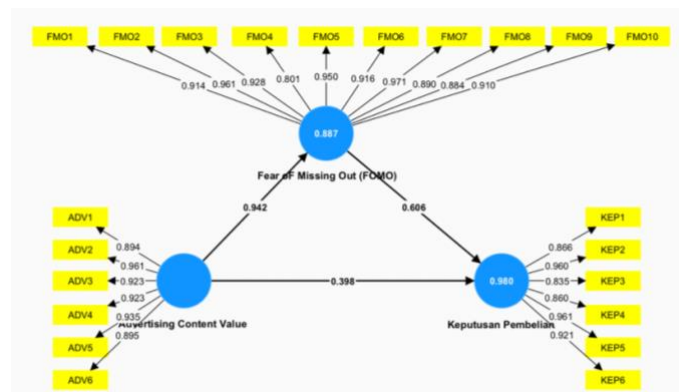 FMO1 FMO2 FMO3 FMO4 FMO5 FMO6 FMO7 FMO8 FMO9 FMO10
0.914 0.961 0.928 0.801 0.950 0.916 0.971 0.890 0.884 0.910
0.887
Fear oF Missing Out (FOMO)
0.942 0.606
ADV1 KEP1
0.894 0.866
ADV2 KEP2
0.961 0.960
ADV3 0.923 0.398 0.980 0.835 KEP3
0.923 0.860
ADV4 KEP4
0.935 0.961
Advertising Content Value Keputusan Pembelian
0.895 0.921
ADV5 KEP5
ADV6 KEP6